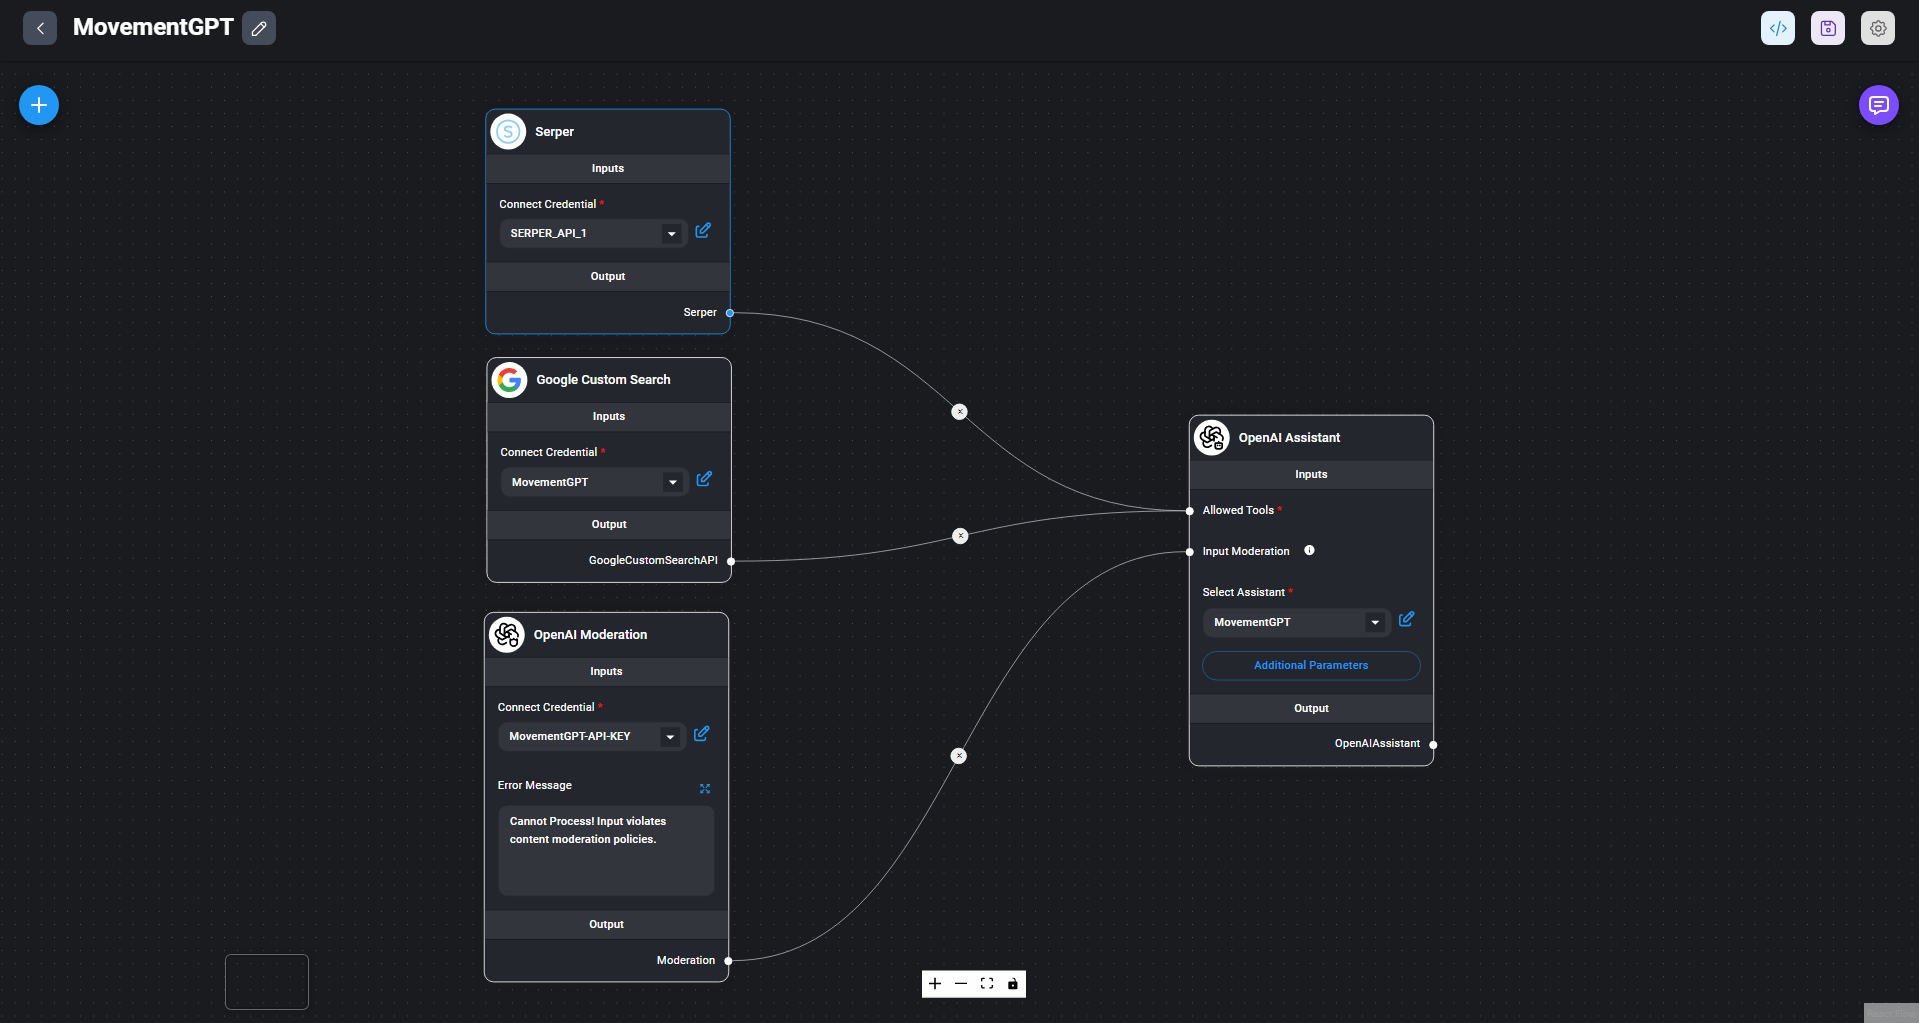 MovementGPT
Serper
Inputs
Connect Credential *
SERPER_API_1
Output
Serper
Google Custom Search
Inputs
Connect Credential *
MovementGPT
Output
GoogleCustomSearchAPI
OpenAI Moderation
Inputs
Connect Credential *
MovementGPT-API-KEY
Error Message
Cannot Process! Input violates
content moderation policies.
Output
Moderation
OpenAI Assistant
Inputs
Allowed Tools *
Input Moderation
Select Assistant *
MovementGPT
Additional Parameters
Output
OpenAIAssistant
React Flow